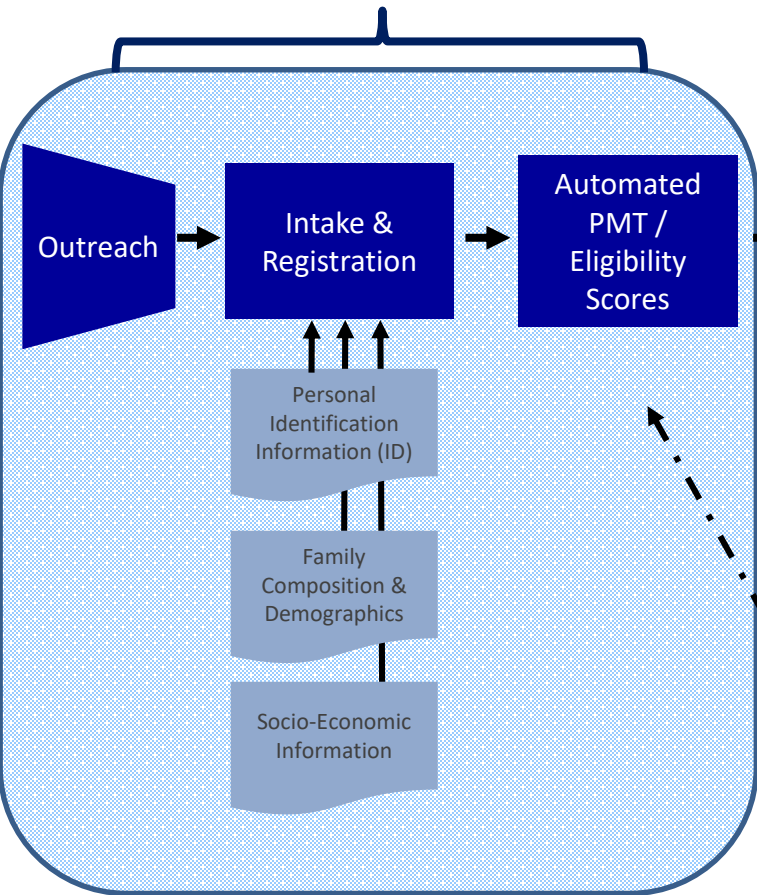 Outreach
Intake &
Registration
Automated
PMT /
Eligibility
Scores
Personal
Identification
Information (ID)
Family
Composition &
Demographics
Socio-Economic
Information